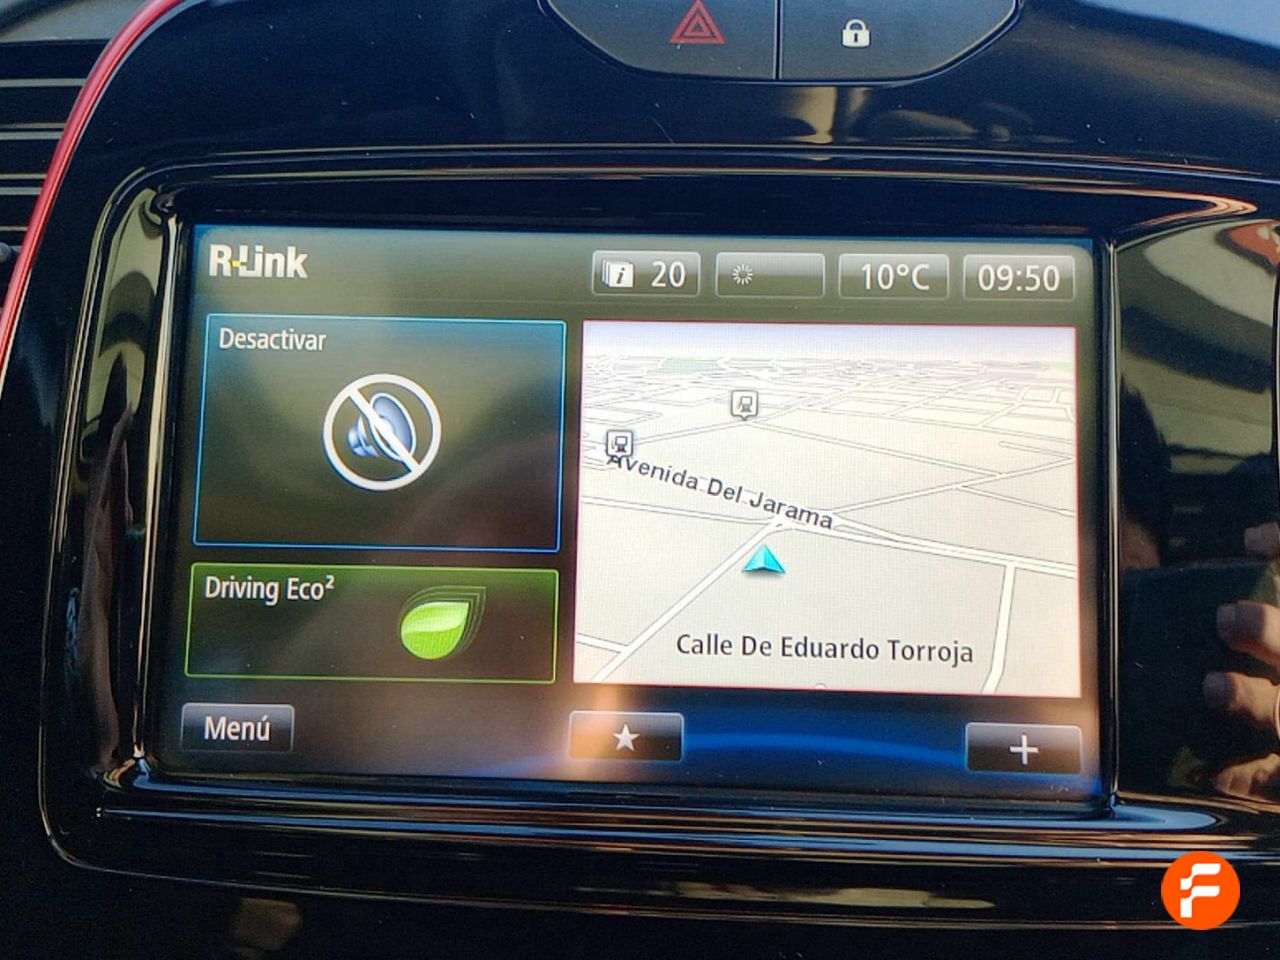 R-Link
20
10°C
09:50
Desactivar
Avenida Del Jarama
Driving Eco²
Calle De Eduardo Torroja
Menú